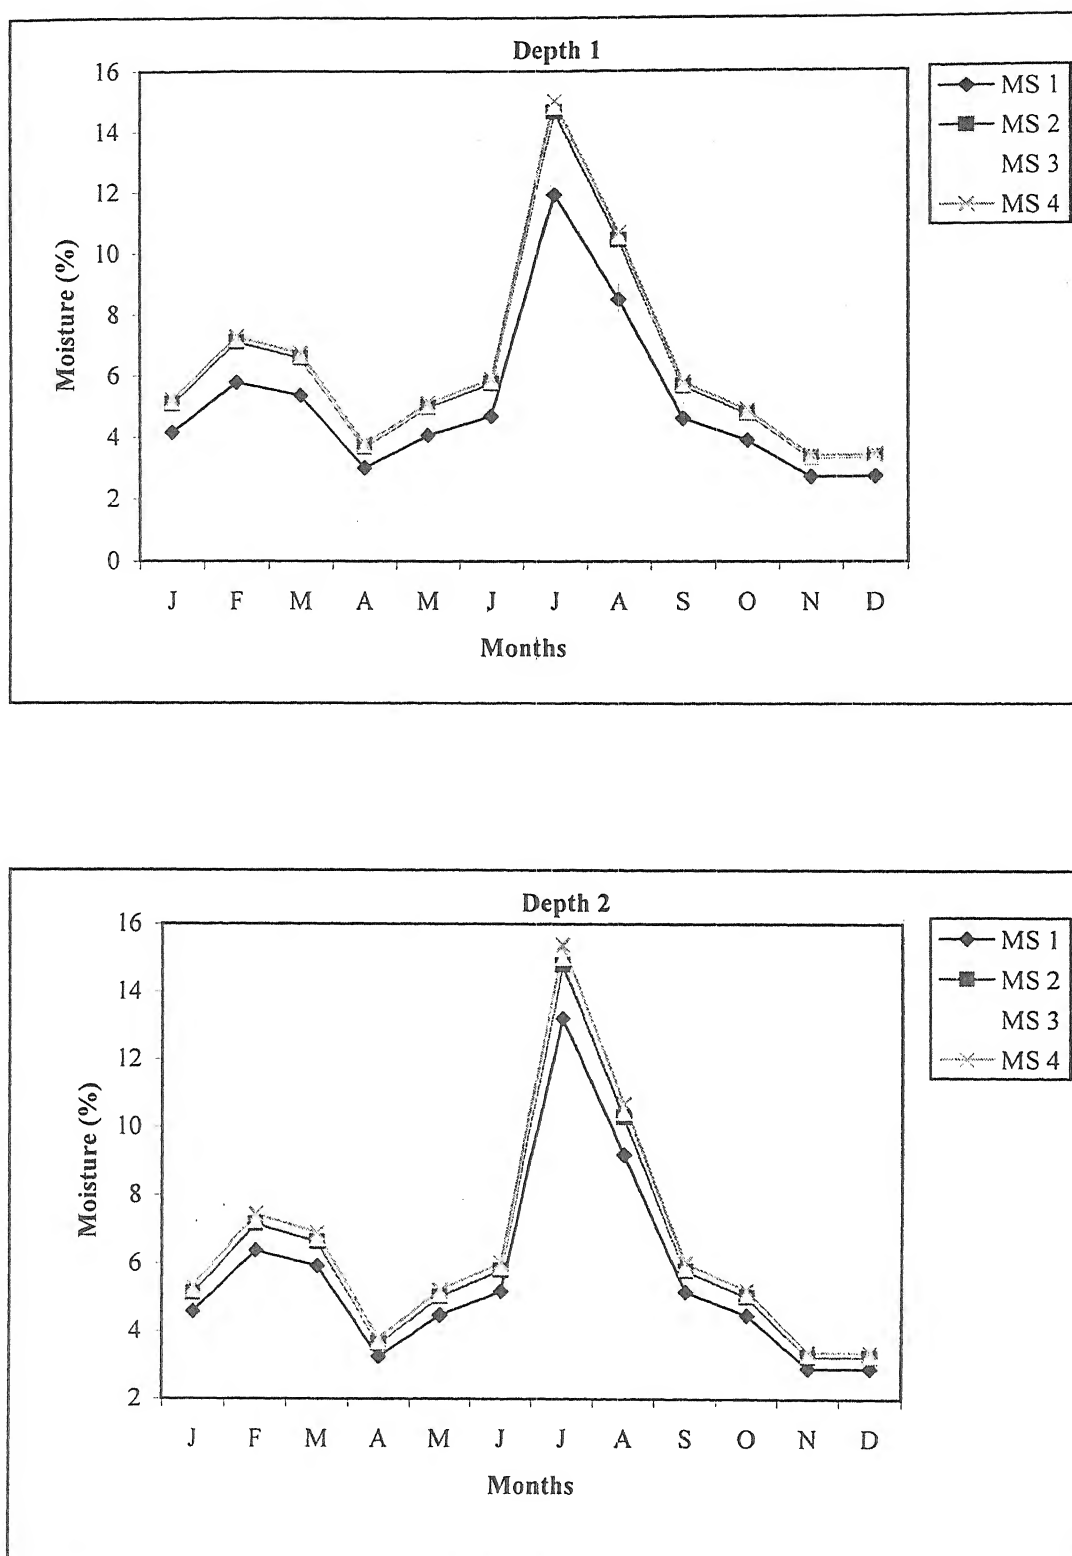 Depth 1
16
14
12
10
8
6
4
2
0
Moisture (%)
J F M A M J J A S O N D
Months
MS 1
MS 2
MS 3
MS 4
Depth 2
16
14
12
10
8
6
4
2
Moisture (%)
J F M A M J J A S O N D
Months
MS 1
MS 2
MS 3
MS 4